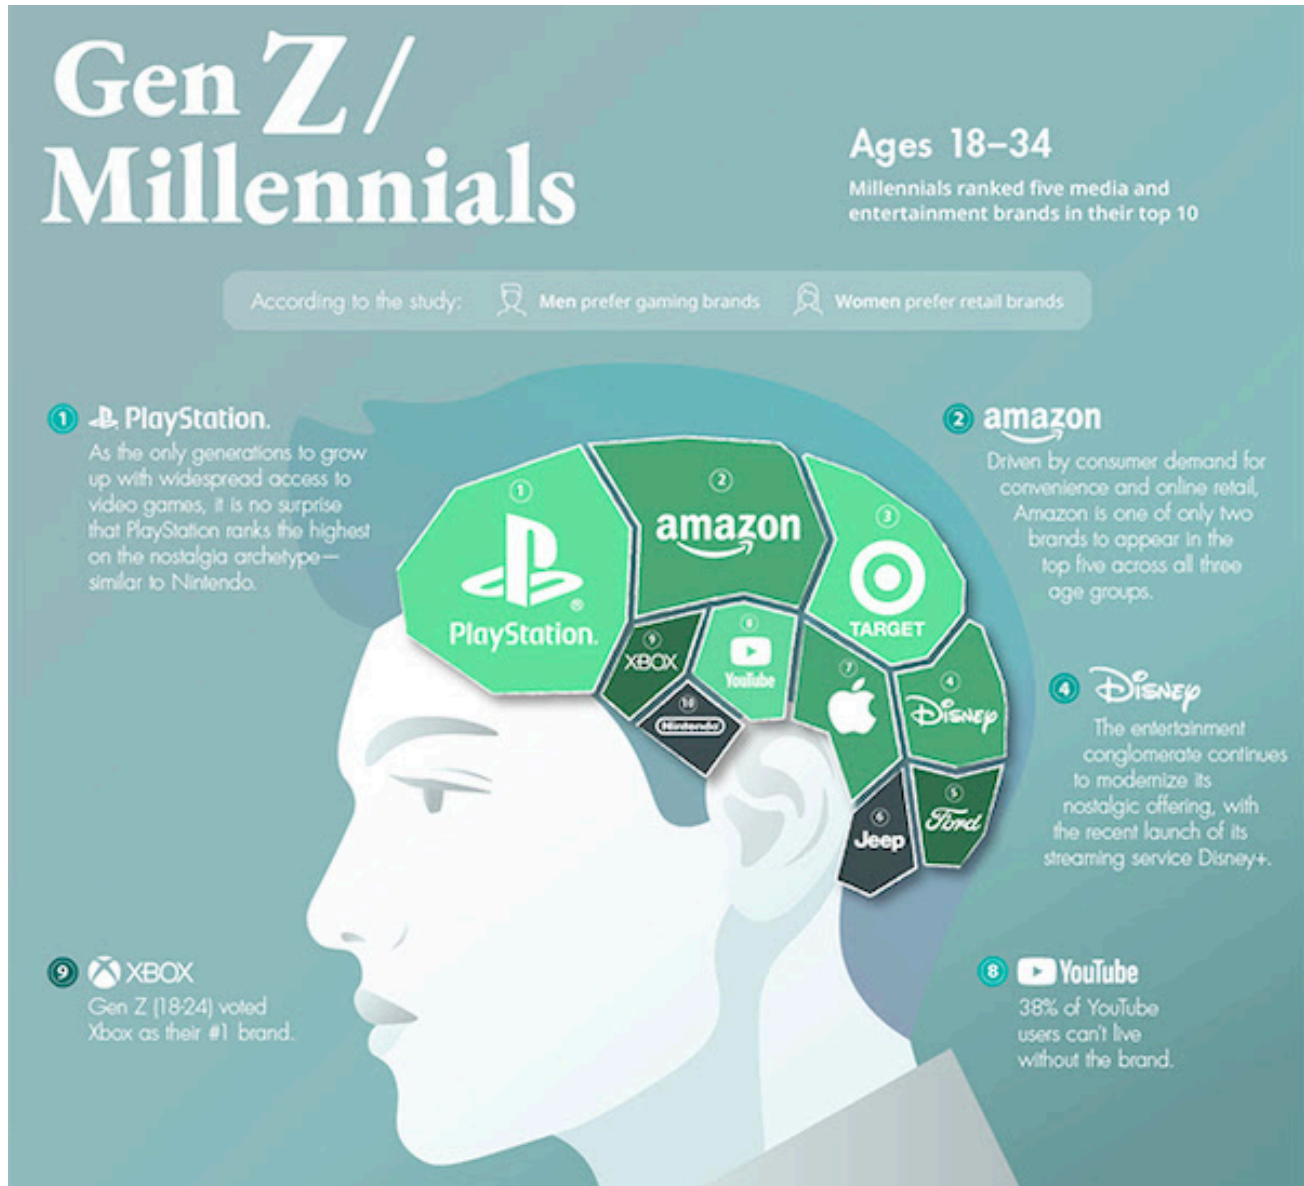 Gen Z /
Millennials
Ages 18–34
Millennials ranked five media and
entertainment brands in their top 10
According to the study:
Men prefer gaming brands
Women prefer retail brands
1 PlayStation.
As the only generations to grow
up with widespread access to
video games, it is no surprise
that PlayStation ranks the highest
on the nostalgia archetype—
similar to Nintendo.
2 amazon
Driven by consumer demand for
convenience and online retail,
Amazon is one of only two
brands to appear in the
top five across all three
age groups.
1
PlayStation.®
2
amazon
3
TARGET
9
XBOX
8
YouTube
10
Nintendo
7
4
Disney
5
Ford
6
Jeep
4 Disney
The entertainment
conglomerate continues
to modernize its
nostalgic offering, with
the recent launch of its
streaming service Disney+.
9 XBOX
Gen Z (18-24) voted
Xbox as their #1 brand.
8 YouTube
38% of YouTube
users can't live
without the brand.